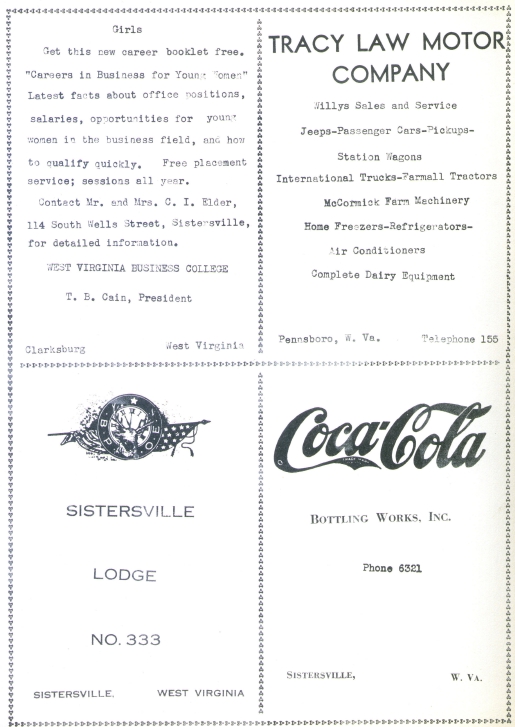 Girls
Get this new career booklet free.
"Careers in Business for Young Women"
Latest facts about office positions,
salaries, opportunities for young
women in the business field, and how
to qualify quickly. Free placement
service; sessions all year.
Contact Mr. and Mrs. C. I. Elder,
114 South Wells Street, Sistersville,
for detailed information.
WEST VIRGINIA BUSINESS COLLEGE
T. B. Cain, President
Clarksburg West Virginia
TRACY LAW MOTOR
COMPANY
Willys Sales and Service
Jeeps-Passenger Cars-Pickups-
Station Wagons
International Trucks-Farmall Tractors
McCormick Farm Machinery
Home Freezers-Refrigerators-
Air Conditioners
Complete Dairy Equipment
Pennsboro, W. Va. Telephone 155
B P O E
SISTERSVILLE
LODGE
NO. 333
SISTERSVILLE, WEST VIRGINIA
Coca-Cola
BOTTLING WORKS, INC.
Phone 6321
SISTERSVILLE, W. VA.